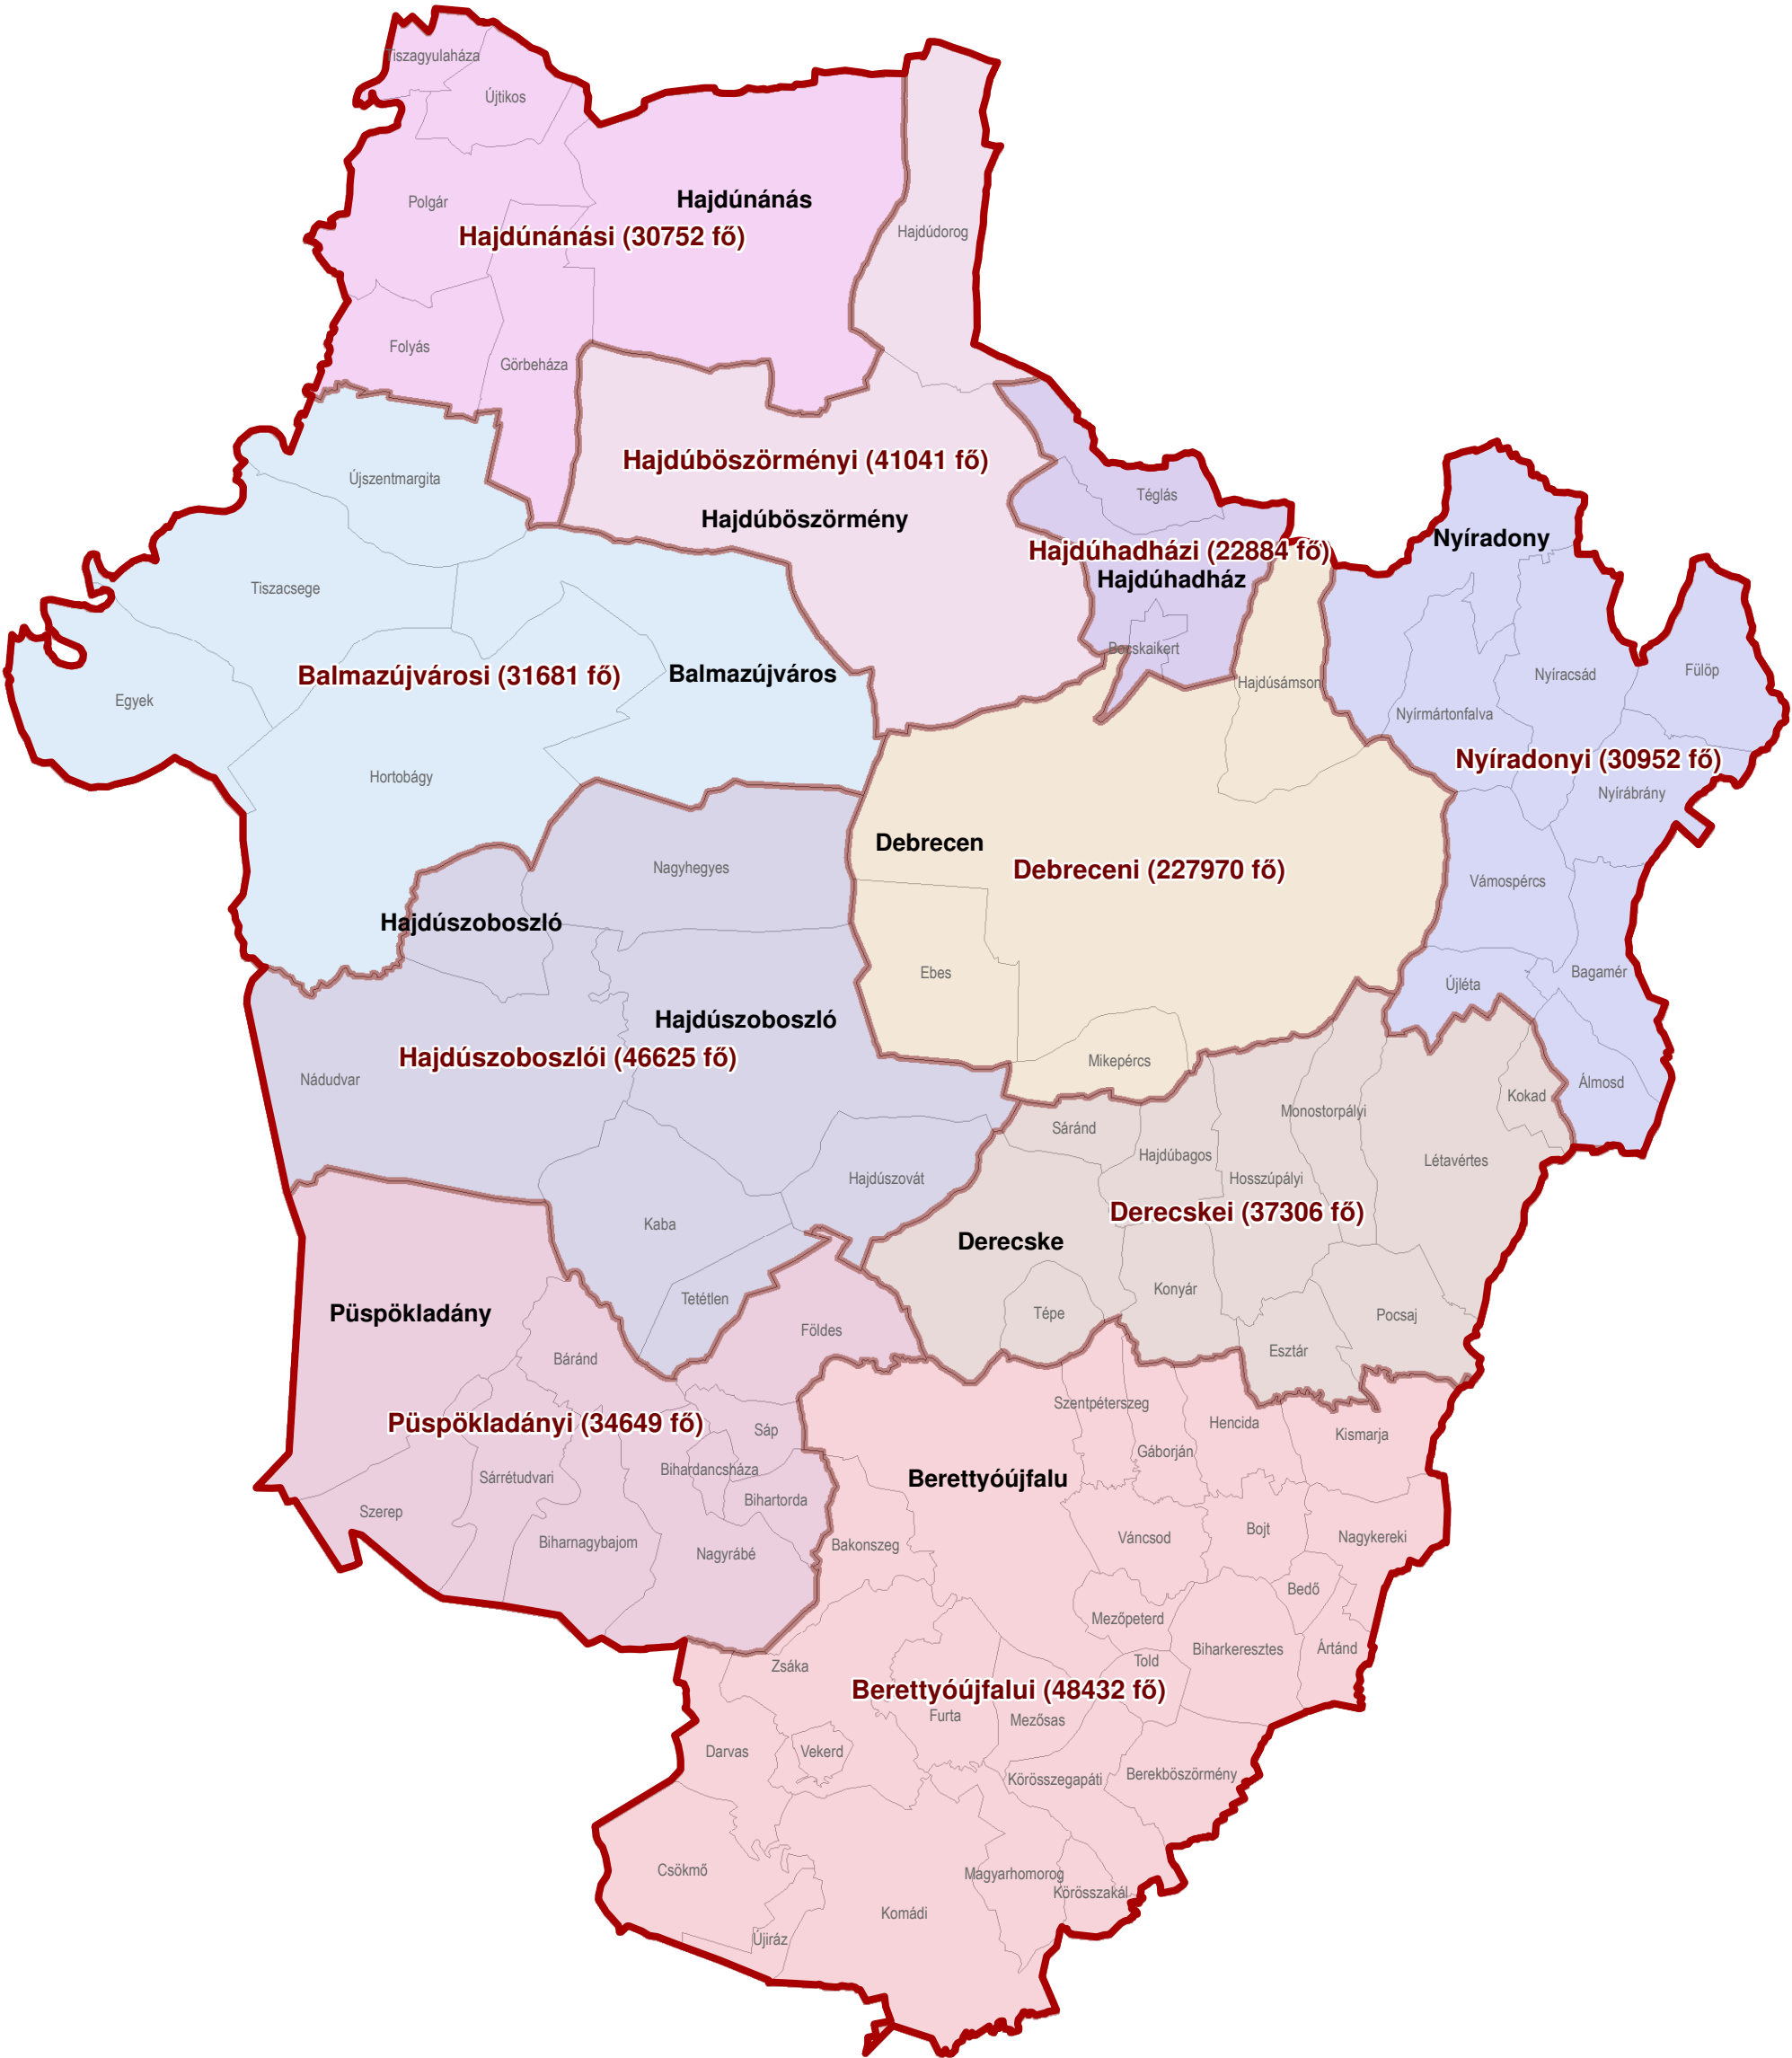 Tiszagyulaháza
Újtikos
Polgár
Hajdúnánás
Hajdúnánási (30752 fő)
Hajdúdorog
Folyás
Görbeháza
Hajdúböszörményi (41041 fő)
Újszentmargita
Téglás
Hajdúböszörmény
Nyíradony
Hajdúhadházi (22884 fő)
Hajdúhadház
Tiszacsege
Bocskaikert
Balmazújvárosi (31681 fő)
Balmazújváros
Hajdúsámson
Nyíracsád
Fülöp
Egyek
Nyírmártonfalva
Nyíradonyi (30952 fő)
Hortobágy
Nyírábrány
Debrecen
Nagyhegyes
Debreceni (227970 fő)
Vámospércs
Hajdúszoboszló
Ebes
Bagamér
Újléta
Hajdúszoboszló
Hajdúszoboszlói (46625 fő)
Mikepércs
Nádudvar
Álmosd
Kokad
Monostorpályi
Sáránd
Hajdúbagos
Létavértes
Hajdúszovát
Hosszúpályi
Derecskei (37306 fő)
Kaba
Derecske
Konyár
Tetétlen
Püspökladány
Tépe
Pocsaj
Földes
Esztár
Báránd
Szentpéterszeg
Püspökladányi (34649 fő)
Hencida
Sáp
Kismarja
Gáborján
Bihardancsháza
Sárrétudvari
Berettyóújfalu
Bihartorda
Szerep
Bojt
Váncsod
Nagykereki
Biharnagybajom
Bakonszeg
Nagyrábé
Bedő
Mezőpeterd
Biharkeresztes
Ártánd
Told
Zsáka
Berettyóújfalui (48432 fő)
Furta
Mezősas
Darvas
Vekerd
Berekböszörmény
Körösszegapáti
Csökmő
Magyarhomorog
Körösszakál
Komádi
Újiráz